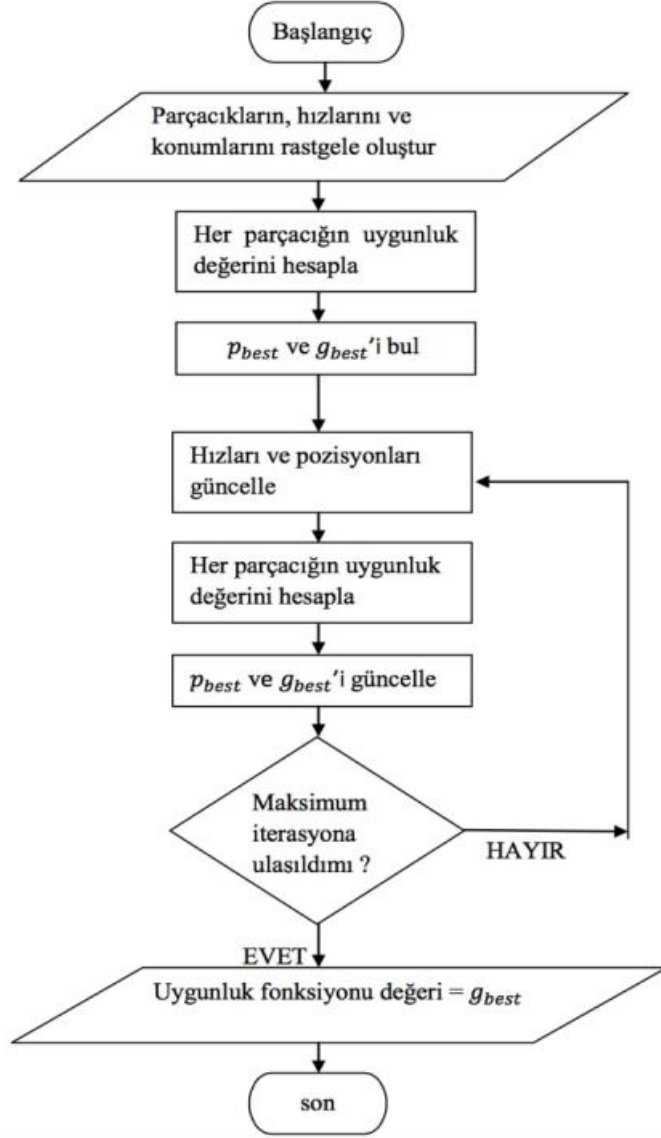 Başlangıç
Parçacıkların, hızlarını ve
konumlarını rastgele oluştur
Her parçacığın uygunluk
değerini hesapla
p_best ve g_best'i bul
Hızları ve pozisyonları
güncelle
Her parçacığın uygunluk
değerini hesapla
p_best ve g_best'i güncelle
Maksimum
iterasyona
ulasıldımı ?
HAYIR
EVET
Uygunluk fonksiyonu değeri = g_best
son